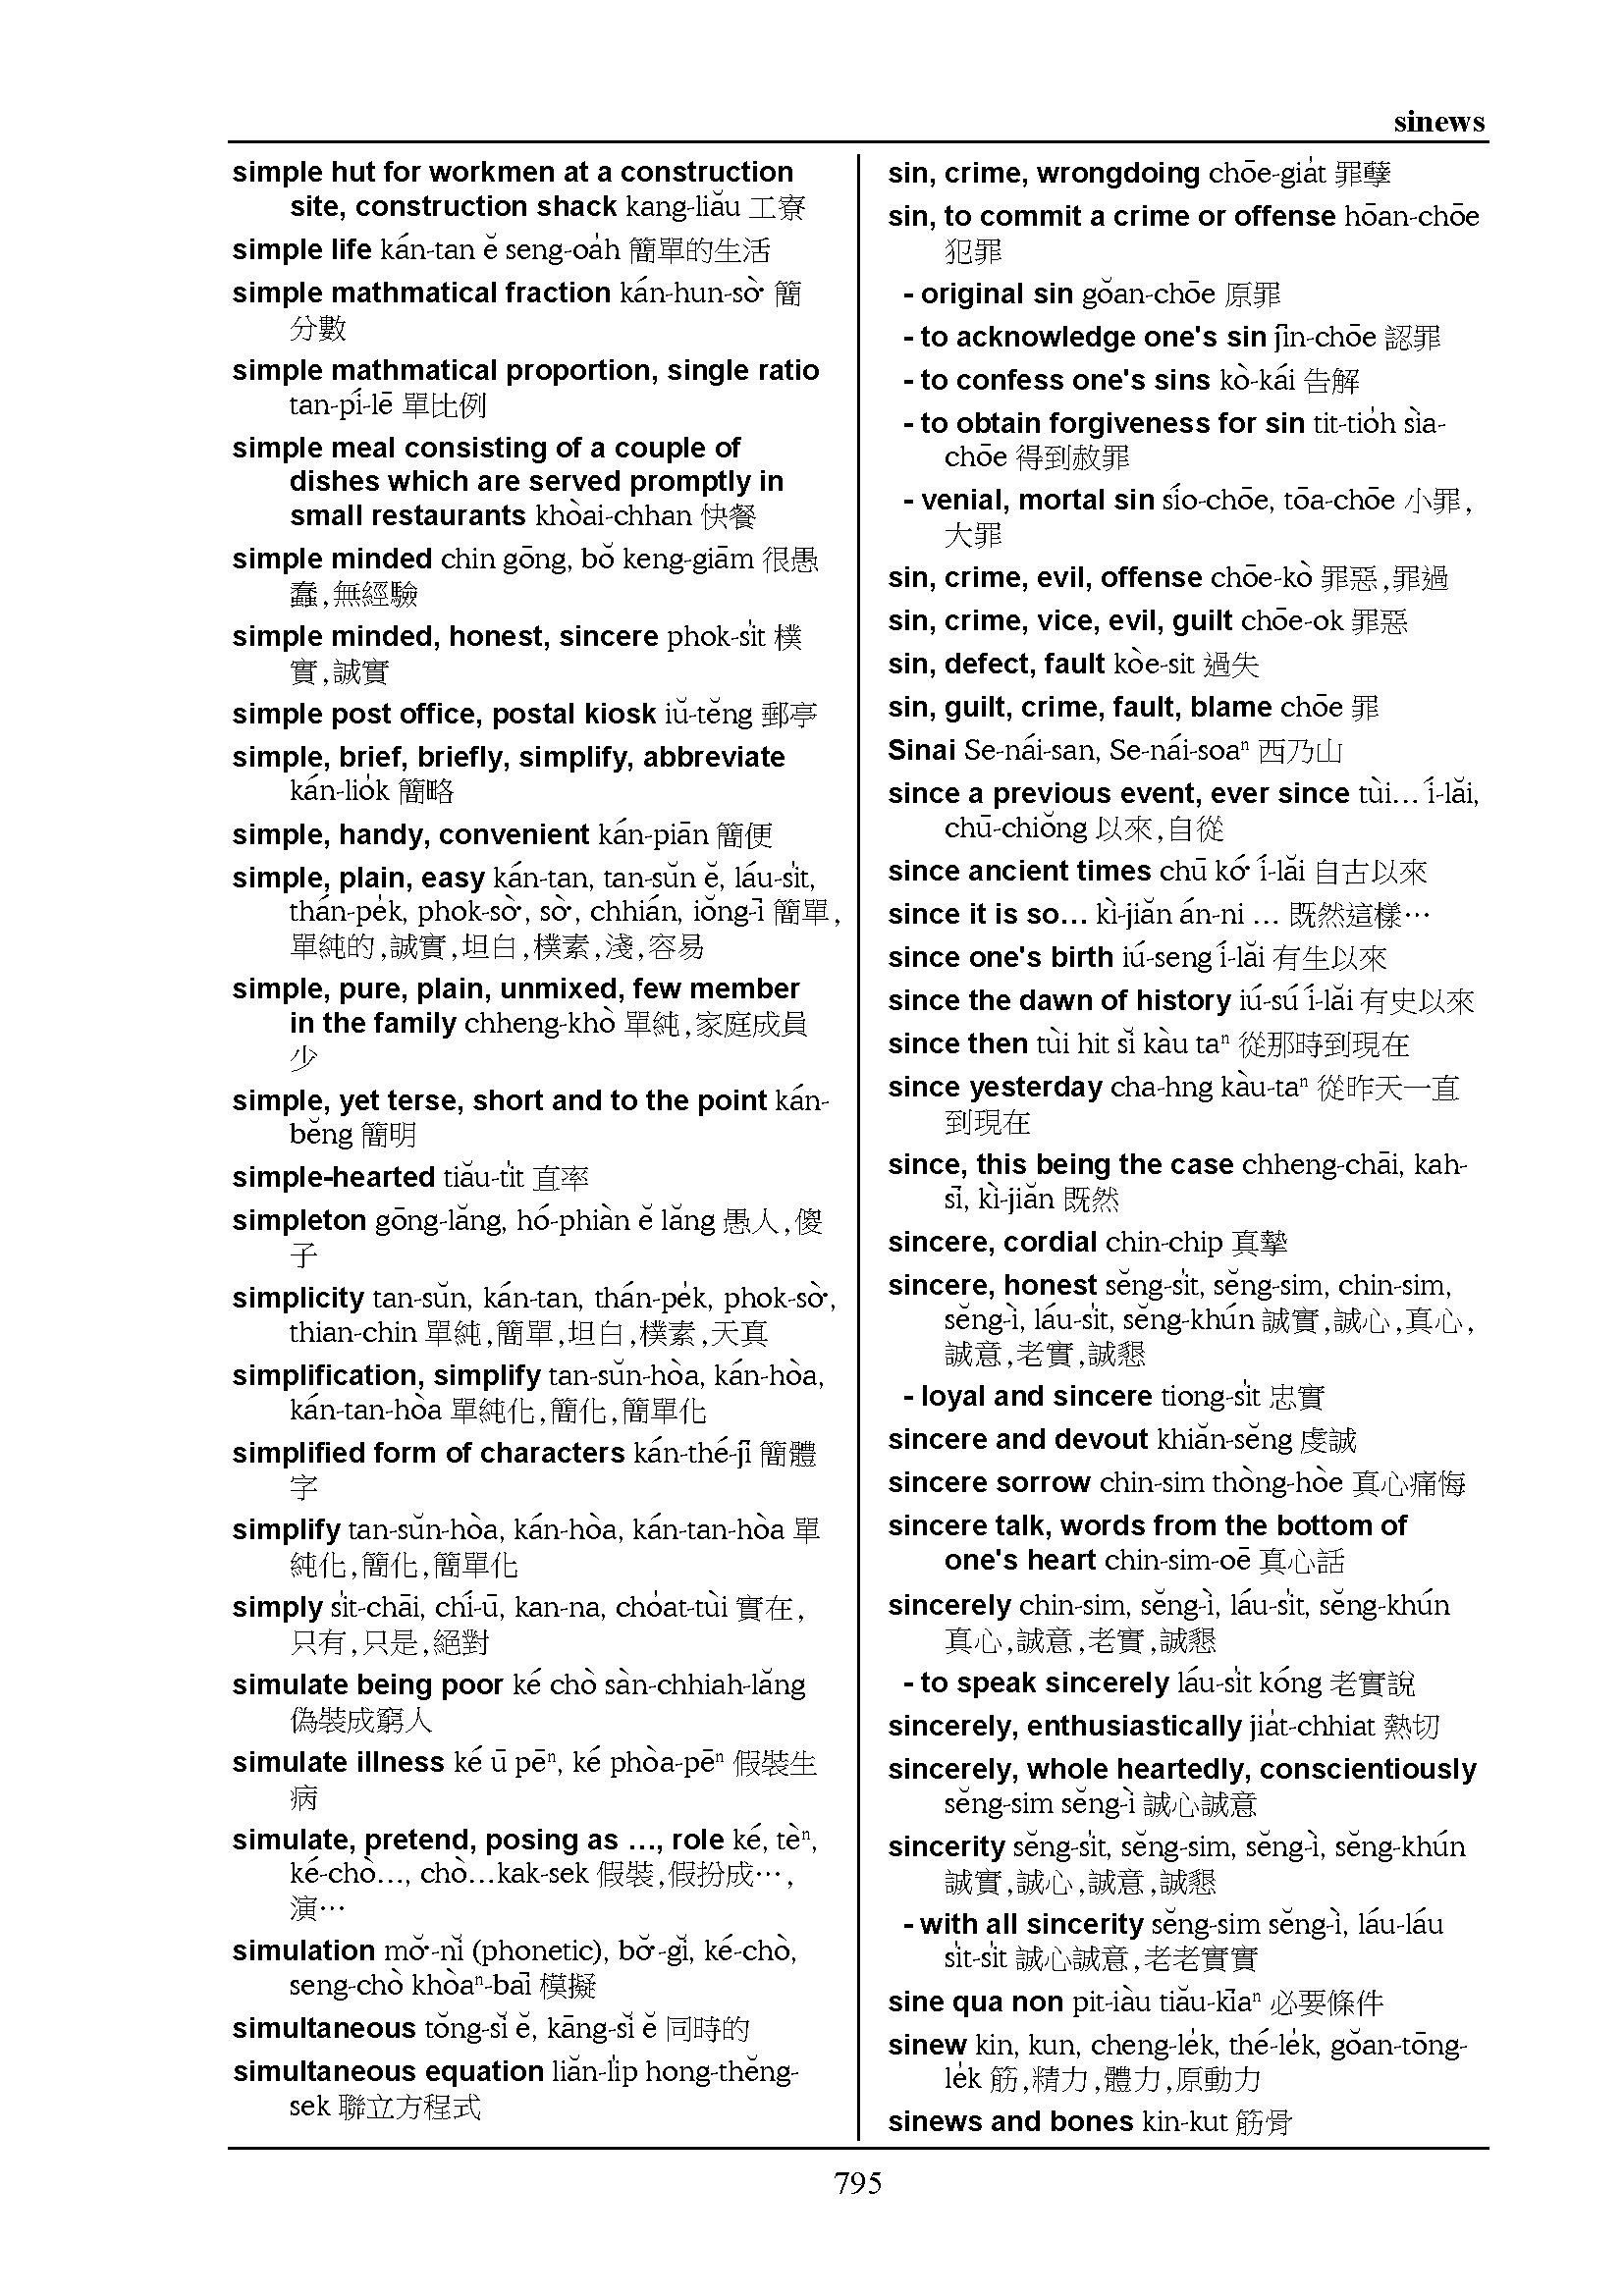 sinews
simple hut for workmen at a construction
site, construction shack kang-liău 工寮
simple life kán-tan ĕ seng-oa̍h 簡單的生活
simple mathmatical fraction kán-hun-sò͘ 簡
分數
simple mathmatical proportion, single ratio
tan-pí-lē 單比例
simple meal consisting of a couple of
dishes which are served promptly in
small restaurants khòai-chhan 快餐
simple minded chin gōng, bŏ keng-giām 很愚
蠢,無經驗
simple minded, honest, sincere phok-si̍t 樸
實,誠實
simple post office, postal kiosk iŭ-tĕng 郵亭
simple, brief, briefly, simplify, abbreviate
kán-lio̍k 簡略
simple, handy, convenient kán-piān 簡便
simple, plain, easy kán-tan, tan-sŭn ĕ, láu-si̍t,
thán-pe̍k, phok-sò͘, sò͘, chhián, iŏng-ī 簡單,
單純的,誠實,坦白,樸素,淺,容易
simple, pure, plain, unmixed, few member
in the family chheng-khò 單純,家庭成員
少
simple, yet terse, short and to the point kán-
bĕng 簡明
simple-hearted tiău-ti̍t 直率
simpleton gōng-lăng, hó-phiàn ĕ lăng 愚人,傻
子
simplicity tan-sŭn, kán-tan, thán-pe̍k, phok-sò͘,
thian-chin 單純,簡單,坦白,樸素,天真
simplification, simplify tan-sŭn-hòa, kán-hòa,
kán-tan-hòa 單純化,簡化,簡單化
simplified form of characters kán-thé-jī 簡體
字
simplify tan-sŭn-hòa, kán-hòa, kán-tan-hòa 單
純化,簡化,簡單化
simply si̍t-chāi, chí-ū, kan-na, cho̍at-tùi 實在,
只有,只是,絕對
simulate being poor ké chò sàn-chhiah-lăng
偽裝成窮人
simulate illness ké ū pēⁿ, ké phòa-pēⁿ 假裝生
病
simulate, pretend, posing as …, role ké, tèⁿ,
ké-chò…, chò…kak-sek 假裝,假扮成…,
演…
simulation mŏ͘-nĭ (phonetic), bŏ͘-gĭ, ké-chò,
seng-chò khòaⁿ-baī 模擬
simultaneous tŏng-sĭ ĕ, kāng-sĭ ĕ 同時的
simultaneous equation liăn-li̍p hong-thĕng-
sek 聯立方程式
sin, crime, wrongdoing chōe-gia̍t 罪孽
sin, to commit a crime or offense hōan-chōe
犯罪
- original sin gŏan-chōe 原罪
- to acknowledge one's sin jīn-chōe 認罪
- to confess one's sins kò-kái 告解
- to obtain forgiveness for sin tit-tio̍h sìa-
chōe 得到赦罪
- venial, mortal sin sío-chōe, tōa-chōe 小罪,
大罪
sin, crime, evil, offense chōe-kò 罪惡,罪過
sin, crime, vice, evil, guilt chōe-ok 罪惡
sin, defect, fault kòe-sit 過失
sin, guilt, crime, fault, blame chōe 罪
Sinai Se-nái-san, Se-nái-soaⁿ 西乃山
since a previous event, ever since tùi… í-lăi,
chū-chiŏng 以來,自從
since ancient times chū kó͘ í-lăi 自古以來
since it is so… kì-jiăn án-ni … 既然這樣…
since one's birth iú-seng í-lăi 有生以來
since the dawn of history iú-sú í-lăi 有史以來
since then tùi hit sĭ kàu taⁿ 從那時到現在
since yesterday cha-hng kàu-taⁿ 從昨天一直
到現在
since, this being the case chheng-chāi, kah-
sī, kì-jiăn 既然
sincere, cordial chin-chip 真摯
sincere, honest sĕng-si̍t, sĕng-sim, chin-sim,
sĕng-ì, láu-si̍t, sĕng-khún 誠實,誠心,真心,
誠意,老實,誠懇
- loyal and sincere tiong-si̍t 忠實
sincere and devout khiăn-sĕng 虔誠
sincere sorrow chin-sim thòng-hòe 真心痛悔
sincere talk, words from the bottom of
one's heart chin-sim-oē 真心話
sincerely chin-sim, sĕng-ì, láu-si̍t, sĕng-khún
真心,誠意,老實,誠懇
- to speak sincerely láu-si̍t kóng 老實說
sincerely, enthusiastically jia̍t-chhiat 熱切
sincerely, whole heartedly, conscientiously
sĕng-sim sĕng-ì 誠心誠意
sincerity sĕng-si̍t, sĕng-sim, sĕng-ì, sĕng-khún
誠實,誠心,誠意,誠懇
- with all sincerity sĕng-sim sĕng-ì, láu-láu
si̍t-si̍t 誠心誠意,老老實實
sine qua non pit-iàu tiău-kīaⁿ 必要條件
sinew kin, kun, cheng-le̍k, thé-le̍k, gŏan-tōng-
le̍k 筋,精力,體力,原動力
sinews and bones kin-kut 筋骨
795